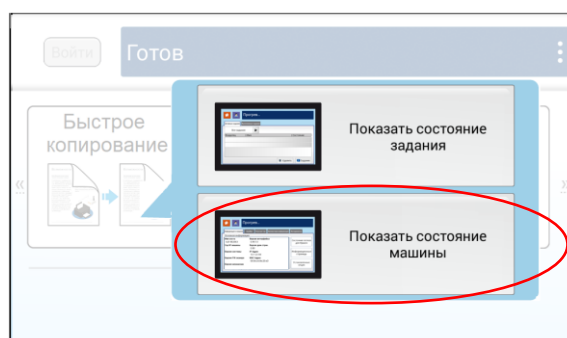 Войти
Готов
Быстрое
копирование
Показать состояние
задания
Показать состояние
машины